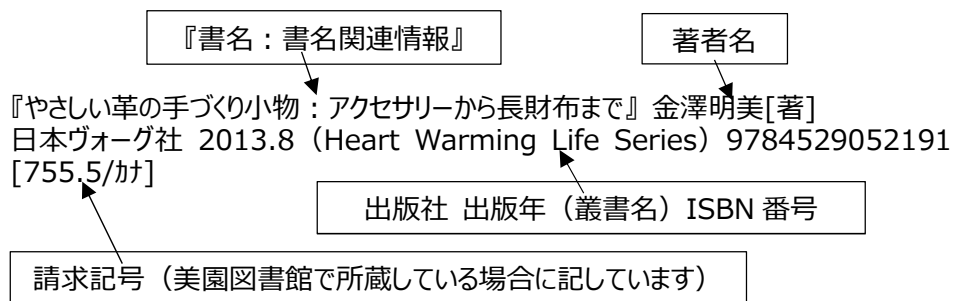 『書名：書名関連情報』
著者名
『やさしい革の手づくり小物：アクセサリーから長財布まで』 金澤明美[著]
日本ヴォーグ社 2013.8（Heart Warming Life Series）9784529052191
[755.5/ｶﾅ]
出版社 出版年（叢書名）ISBN 番号
請求記号（美園図書館で所蔵している場合に記しています）